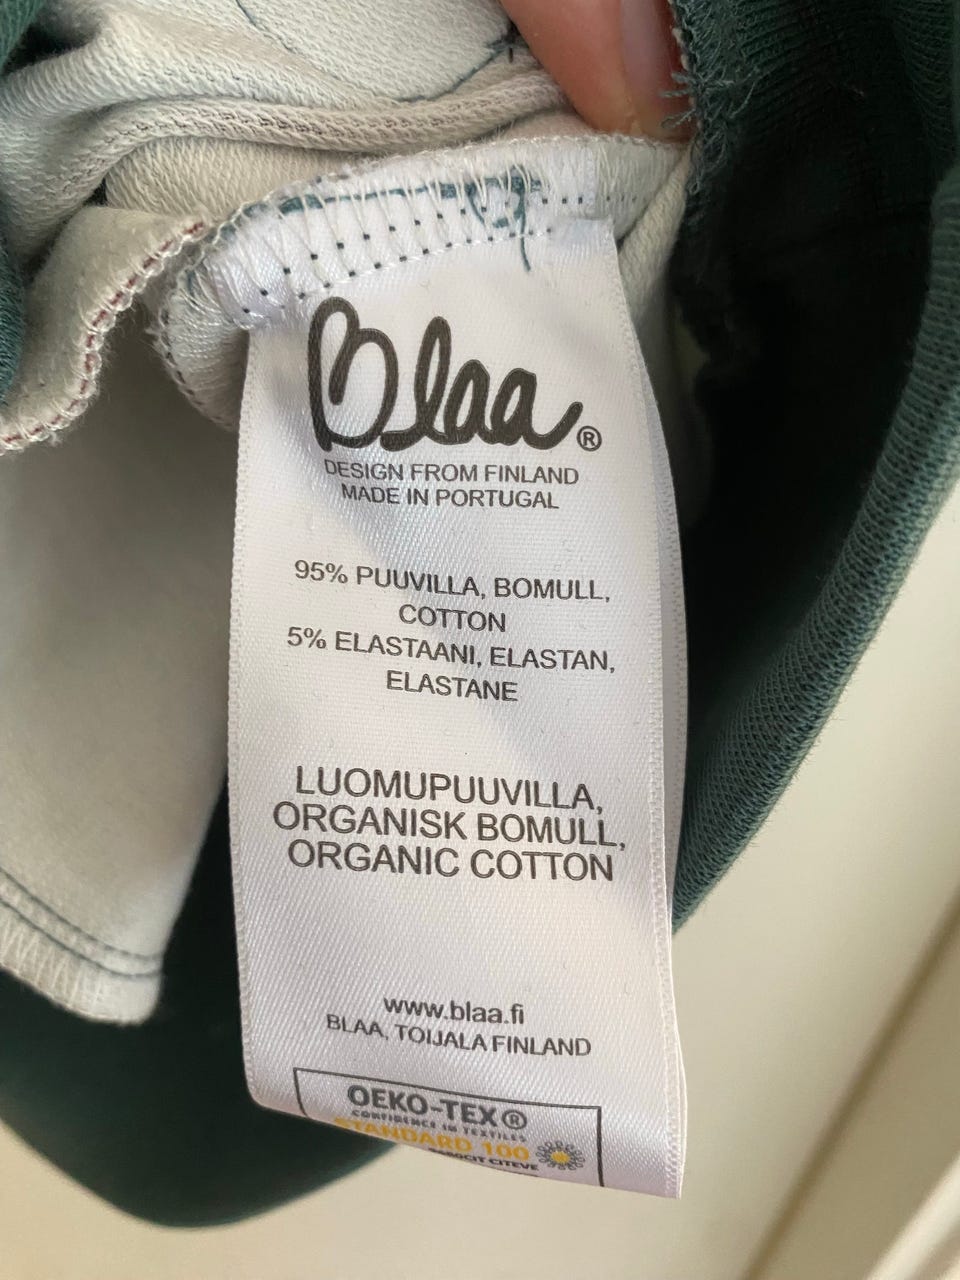 Blaa®
DESIGN FROM FINLAND
MADE IN PORTUGAL
95% PUUVILLA, BOMULL,
COTTON
5% ELASTAANI, ELASTAN,
ELASTANE
LUOMUPUUVILLA,
ORGANISK BOMULL,
ORGANIC COTTON
www.blaa.fi
BLAA, TOIJALA FINLAND
OEKO-TEX®
CONFIDENCE IN TEXTILES
STANDARD 100
CITEVE